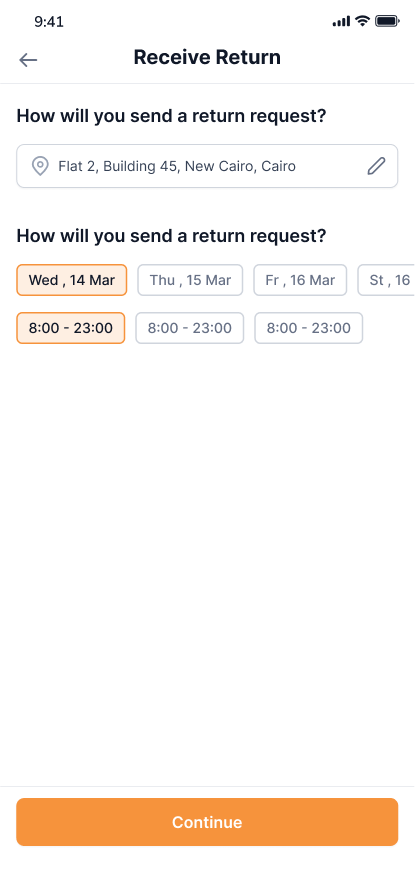 9:41
Receive Return
How will you send a return request?
Flat 2, Building 45, New Cairo, Cairo
How will you send a return request?
Wed , 14 Mar Thu , 15 Mar Fr , 16 Mar St , 16
8:00 - 23:00 8:00 - 23:00 8:00 - 23:00
Continue